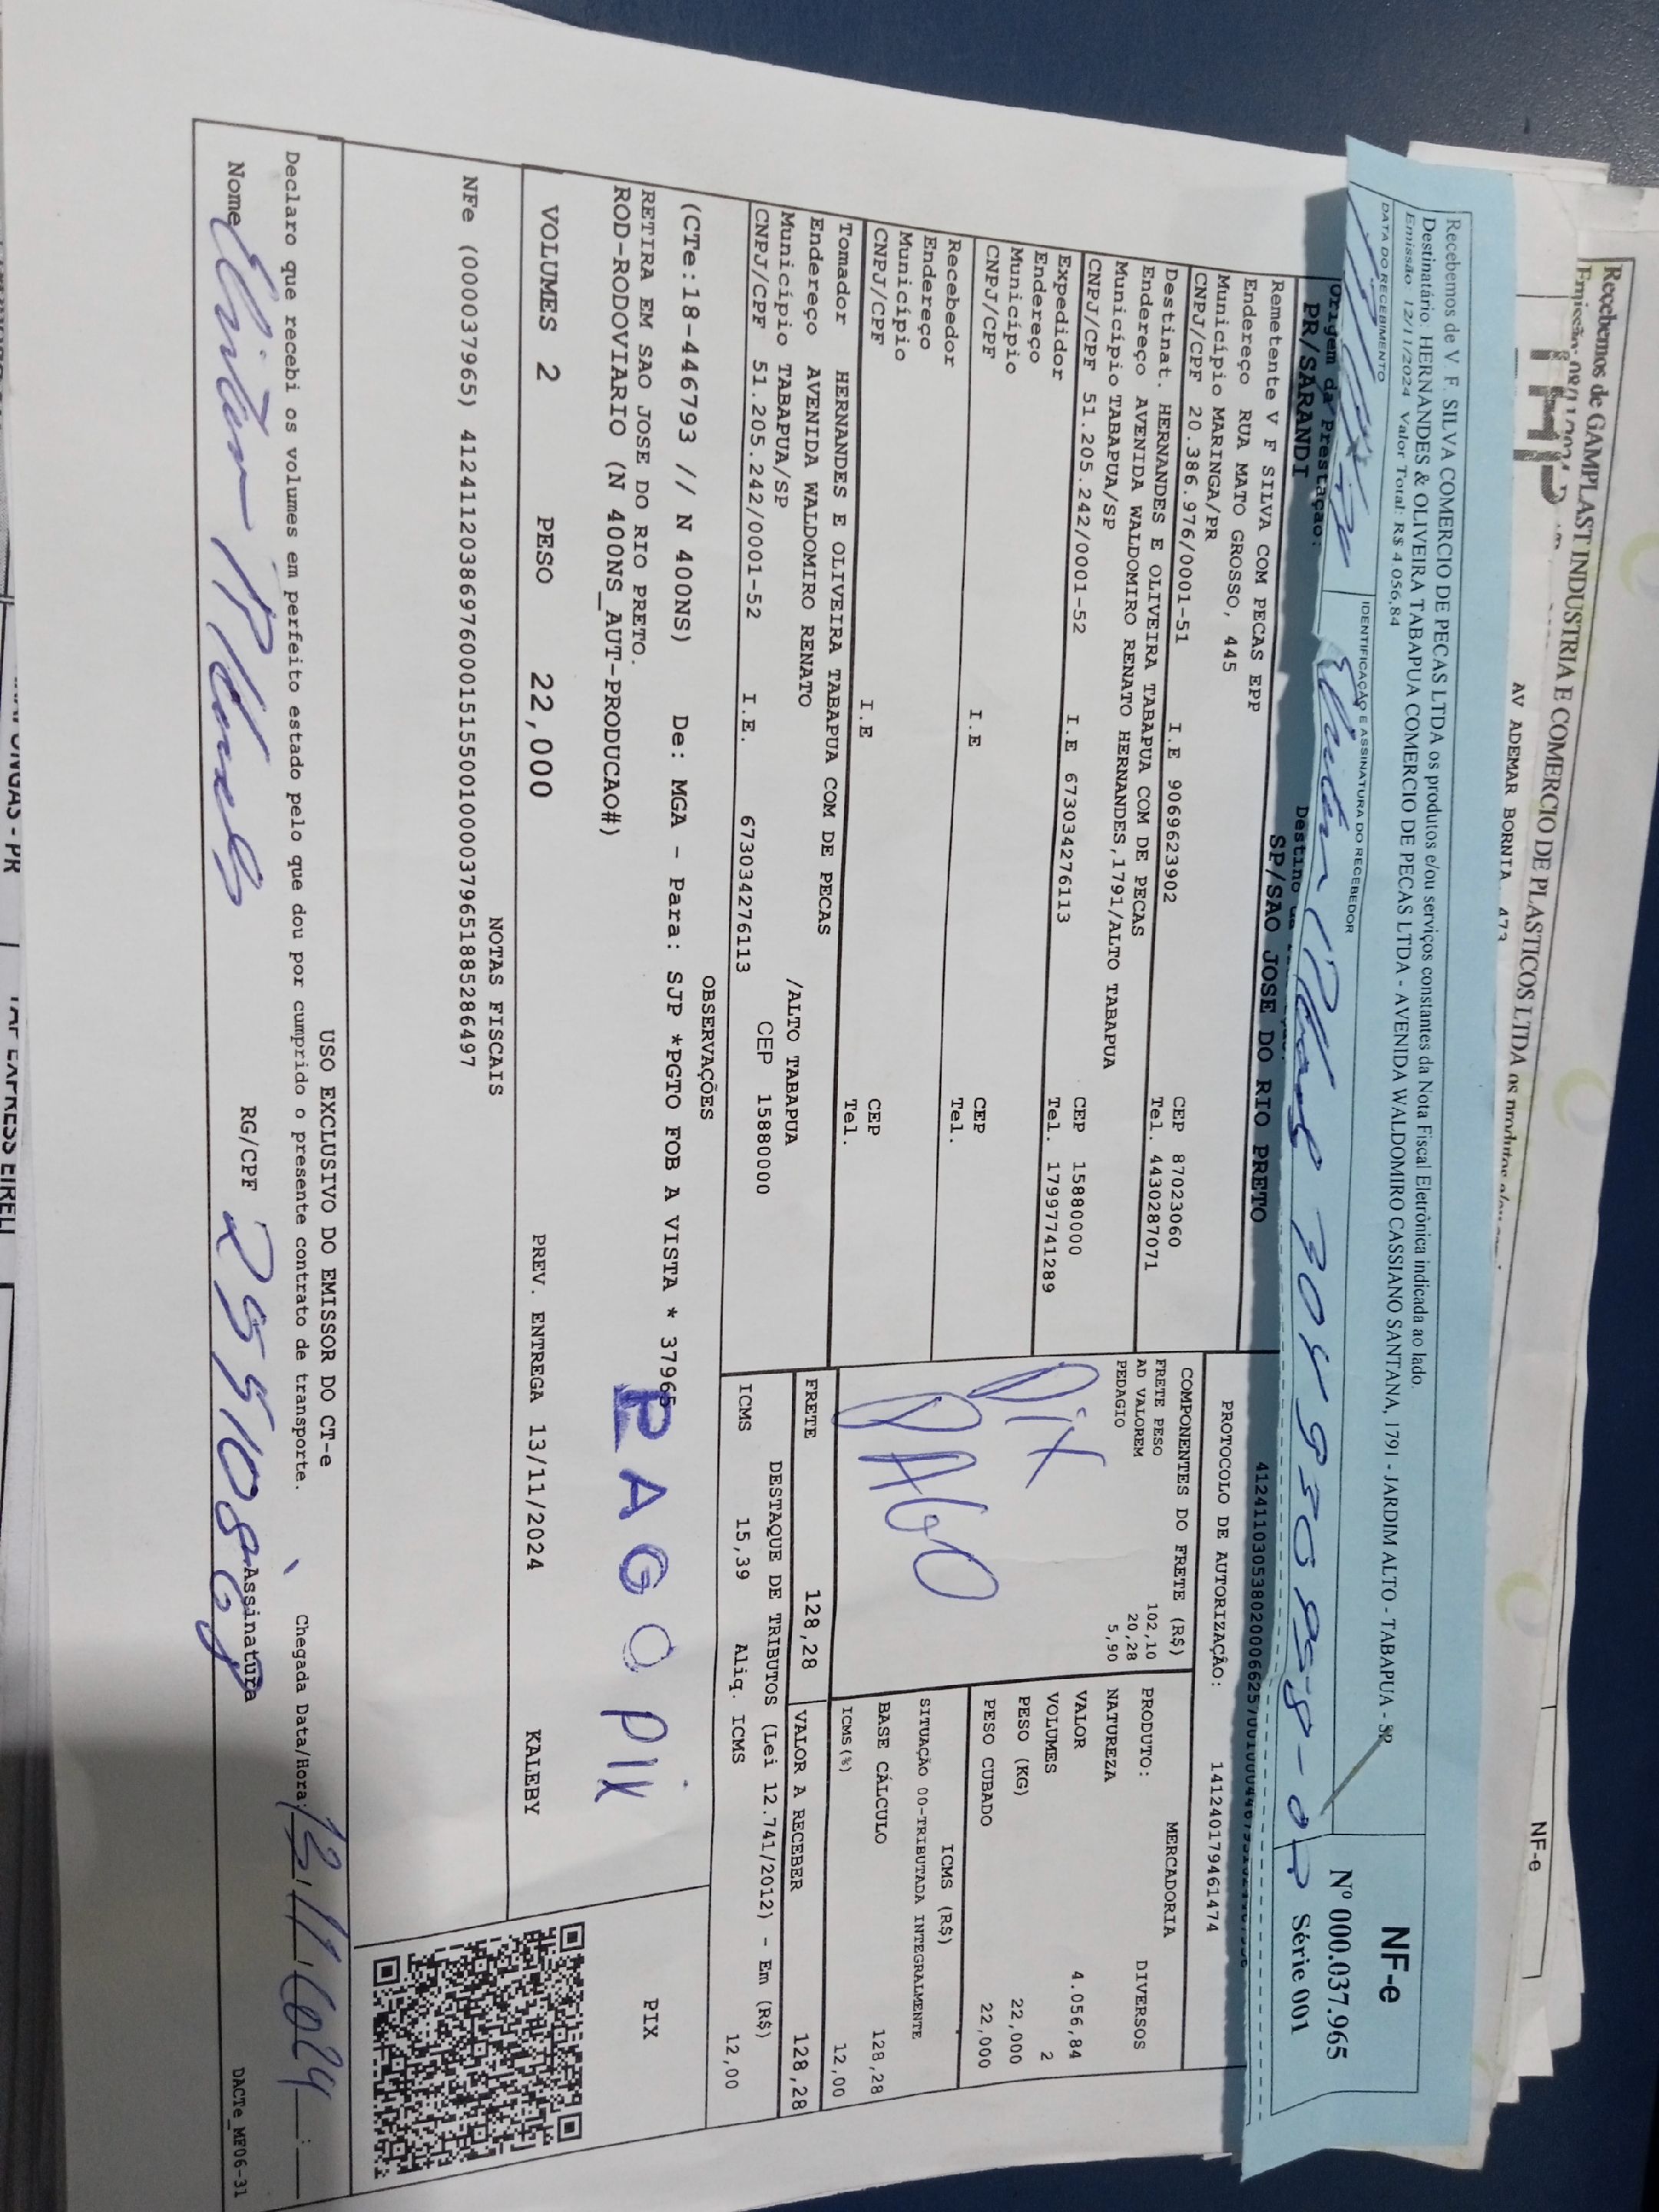 Recebemos de GAMPLAST INDUSTRIA E COMERCIO DE PLASTICOS LTDA os produtos
AV ADEMAR BORNIA 473
NF-e
Recebemos de V. F. SILVA COMERCIO DE PECAS LTDA os produtos e/ou serviços constantes da Nota Fiscal Eletrônica indicada ao lado.
Destinatário: HERNANDES & OLIVEIRA TABAPUA COMERCIO DE PECAS LTDA - AVENIDA WALDOMIRO CASSIANO SANTANA, 1791 - JARDIM ALTO - TABAPUA - SP
Emissão: 12/11/2024 Valor Total: R$ 4.056,84
DATA DO RECEBIMENTO
IDENTIFICAÇÃO E ASSINATURA DO RECEBEDOR
NF-e
Nº 000.037.965
Série 001
Origem da Prestação:
PR/SARANDI
Destino
SP/SAO JOSE DO RIO PRETO
PROTOCOLO DE AUTORIZAÇÃO: 141240179461474
Remetente V F SILVA COM PECAS EPP
Endereço RUA MATO GROSSO, 445
Município MARINGA/PR CEP 87023060
CNPJ/CPF 20.386.976/0001-51 I.E 9069623902 Tel. 4430287071
Destinat. HERNANDES E OLIVEIRA TABAPUA COM DE PECAS
Endereço AVENIDA WALDOMIRO RENATO HERNANDES,1791/ALTO TABAPUA
Município TABAPUA/SP CEP 15880000
CNPJ/CPF 51.205.242/0001-52 I.E 673034276113 Tel. 17997741289
Expedidor
Endereço
Município CEP
CNPJ/CPF I.E Tel.
Recebedor
Endereço
Município CEP
CNPJ/CPF I.E Tel.
Tomador HERNANDES E OLIVEIRA TABAPUA COM DE PECAS
Endereço AVENIDA WALDOMIRO RENATO /ALTO TABAPUA
Município TABAPUA/SP CEP 15880000
CNPJ/CPF 51.205.242/0001-52 I.E. 673034276113
COMPONENTES DO FRETE (R$)
FRETE PESO 102,10
AD VALOREM 20,28
PEDAGIO 5,90
PIX
PAGO
MERCADORIA
PRODUTO: DIVERSOS
NATUREZA
VALOR 4.056,84
VOLUMES 2
PESO (KG) 22,000
PESO CUBADO 22,000
ICMS (R$)
SITUAÇÃO 00-TRIBUTADA INTEGRALMENTE
BASE CÁLCULO 128,28
ICMS(%) 12,00
FRETE 128,28
VALOR A RECEBER 128,28
DESTAQUE DE TRIBUTOS (Lei 12.741/2012) - Em (R$)
ICMS 15,39 Aliq. ICMS 12,00
OBSERVAÇÕES
(CTe:18-446793 // N 400NS) De: MGA - Para: SJP *PGTO FOB A VISTA * 37965
RETIRA EM SAO JOSE DO RIO PRETO.
ROD-RODOVIARIO (N 400NS_AUT-PRODUCAO#)
PAGO PIX
PIX
VOLUMES 2 PESO 22,000 PREV. ENTREGA 13/11/2024 KALEBY
NOTAS FISCAIS
NFe (000037965) 41241120386976000151550010000379651885286497
USO EXCLUSIVO DO EMISSOR DO CT-e
Declaro que recebi os volumes em perfeito estado pelo que dou por cumprido o presente contrato de transporte.
Chegada Data/Hora:
Nome
RG/CPF
Assinatura
DACTe_MF06-31